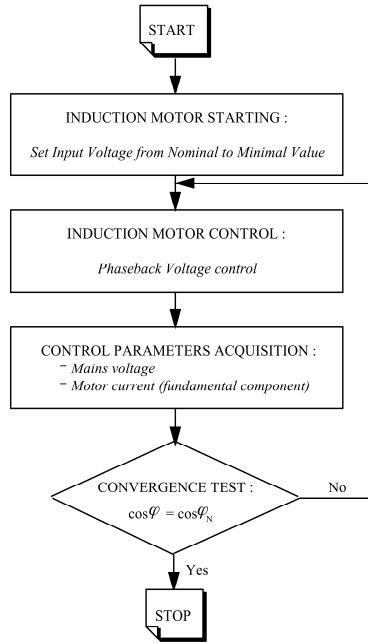 START
INDUCTION MOTOR STARTING :
Set Input Voltage from Nominal to Minimal Value
INDUCTION MOTOR CONTROL :
Phaseback Voltage control
CONTROL PARAMETERS ACQUISITION :
- Mains voltage
- Motor current (fundamental component)
CONVERGENCE TEST :
cosφ = cosφN
No
Yes
STOP